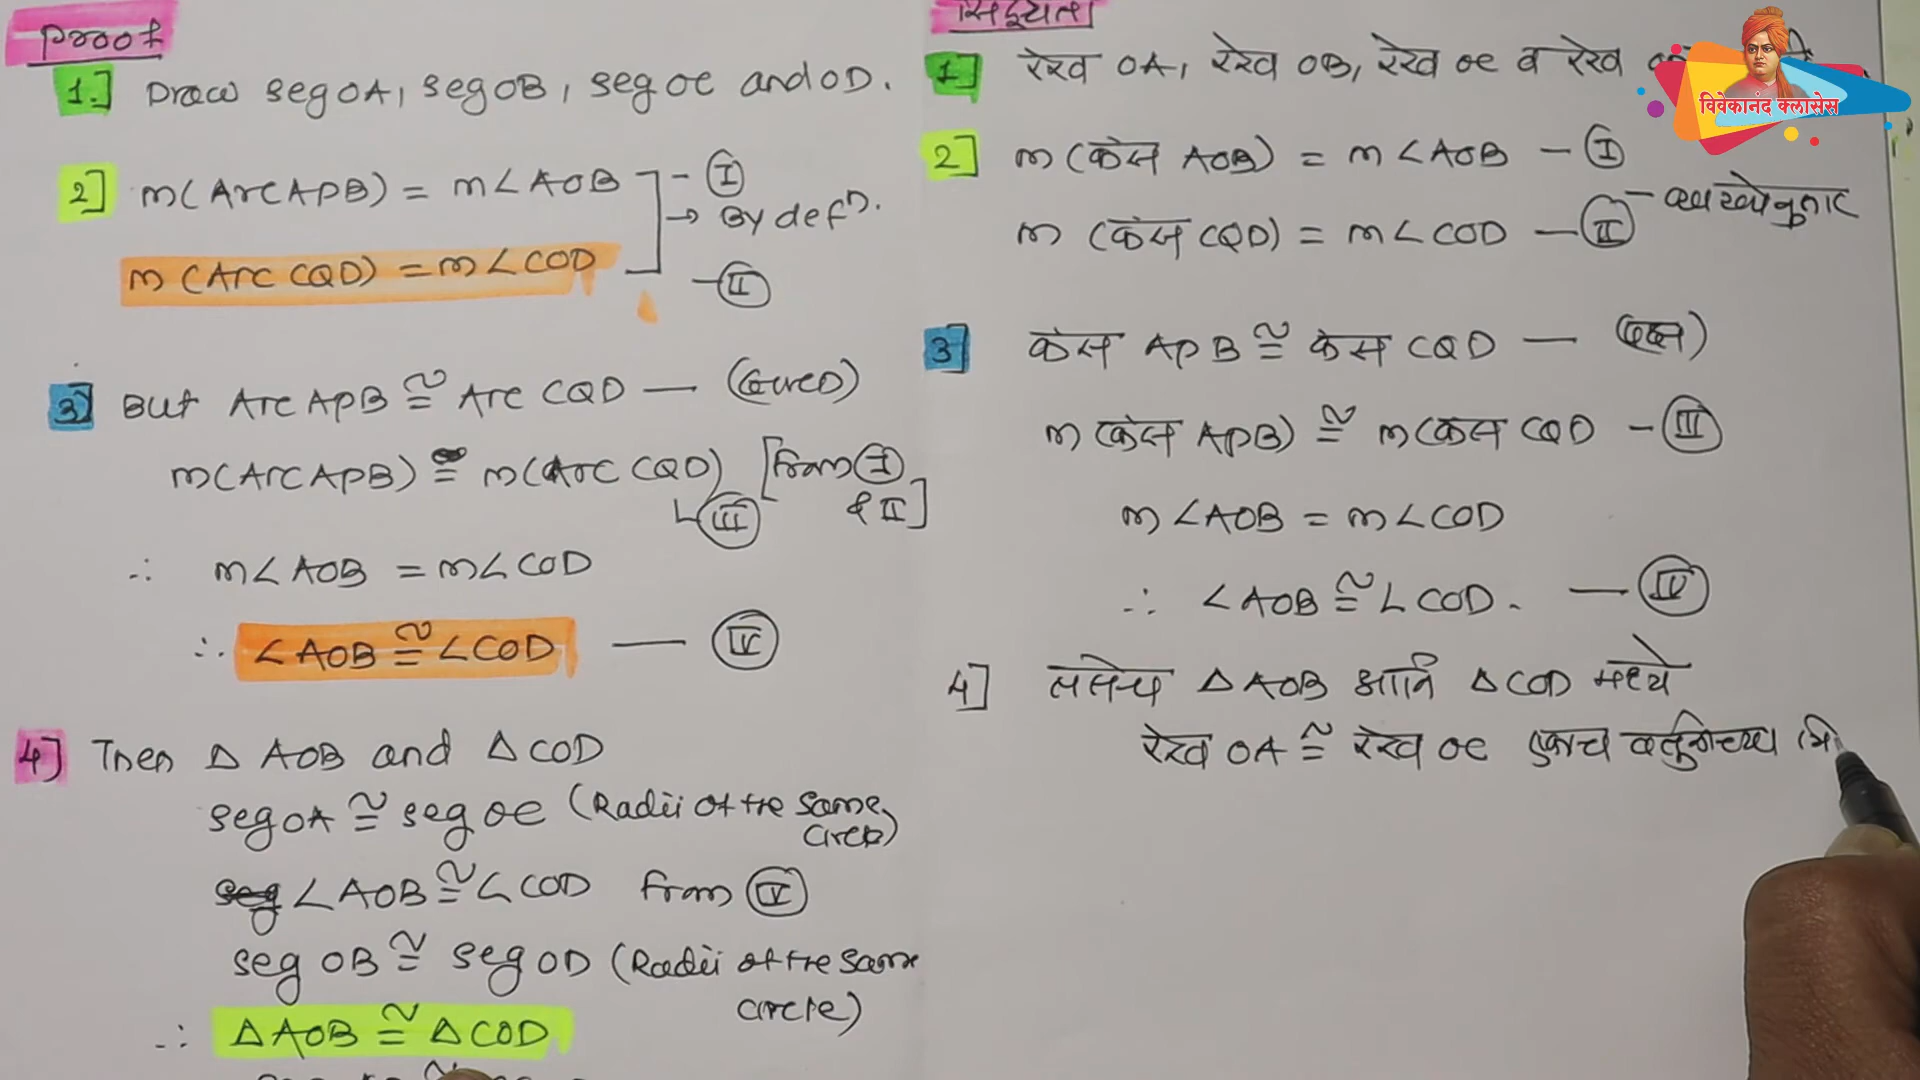 Proof
1.] Draw seg OA, seg OB, seg OC and OD.
2] m(Arc APB) = m∠AOB - I
→ By defn.
m(Arc CQD) = m∠COD - II
3] But Arc APB ≅ Arc CQD — (Given)
m(Arc APB) = m(Arc CQD) [from I & II]
III
∴ m∠AOB = m∠COD
∴ ∠AOB ≅ ∠COD — IV
4] Then △ AOB and △ COD
seg OA ≅ seg OC (Radii of the same circle)
∠AOB ≅ ∠COD from IV
seg OB ≅ seg OD (Radii of the same circle)
∴ △AOB ≅ △COD
सिद्धता
1] रेख OA, रेख OB, रेख OC व रेख
2] m(कंस AOB) = m∠AOB - I
m (कंस CQD) = m∠COD - II - व्याख्येनुसार
3] कंस APB ≅ कंस CQD — (पक्ष)
m(कंस APB) ≅ m(कंस CQD - III
m∠AOB = m∠COD
∴ ∠AOB ≅ ∠COD. — IV
4] तसेच △AOB आणि △COD मध्ये
रेख OA ≅ रेख OC एकाच वर्तुळाच्या त्रि
विवेकानंद क्लासेस